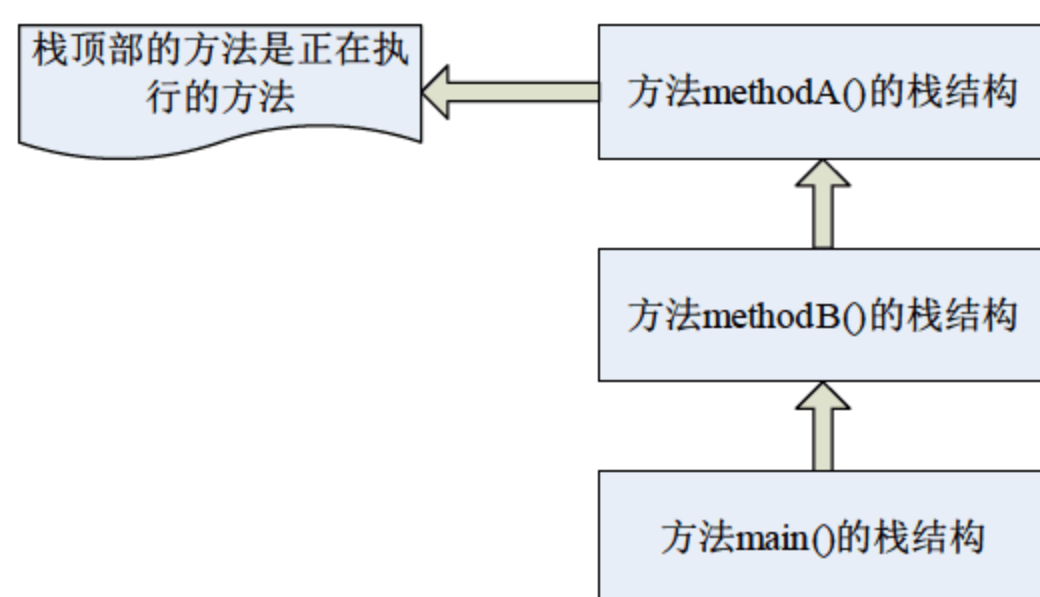 栈顶部的方法是正在执
行的方法
方法methodA()的栈结构
方法methodB()的栈结构
方法main()的栈结构